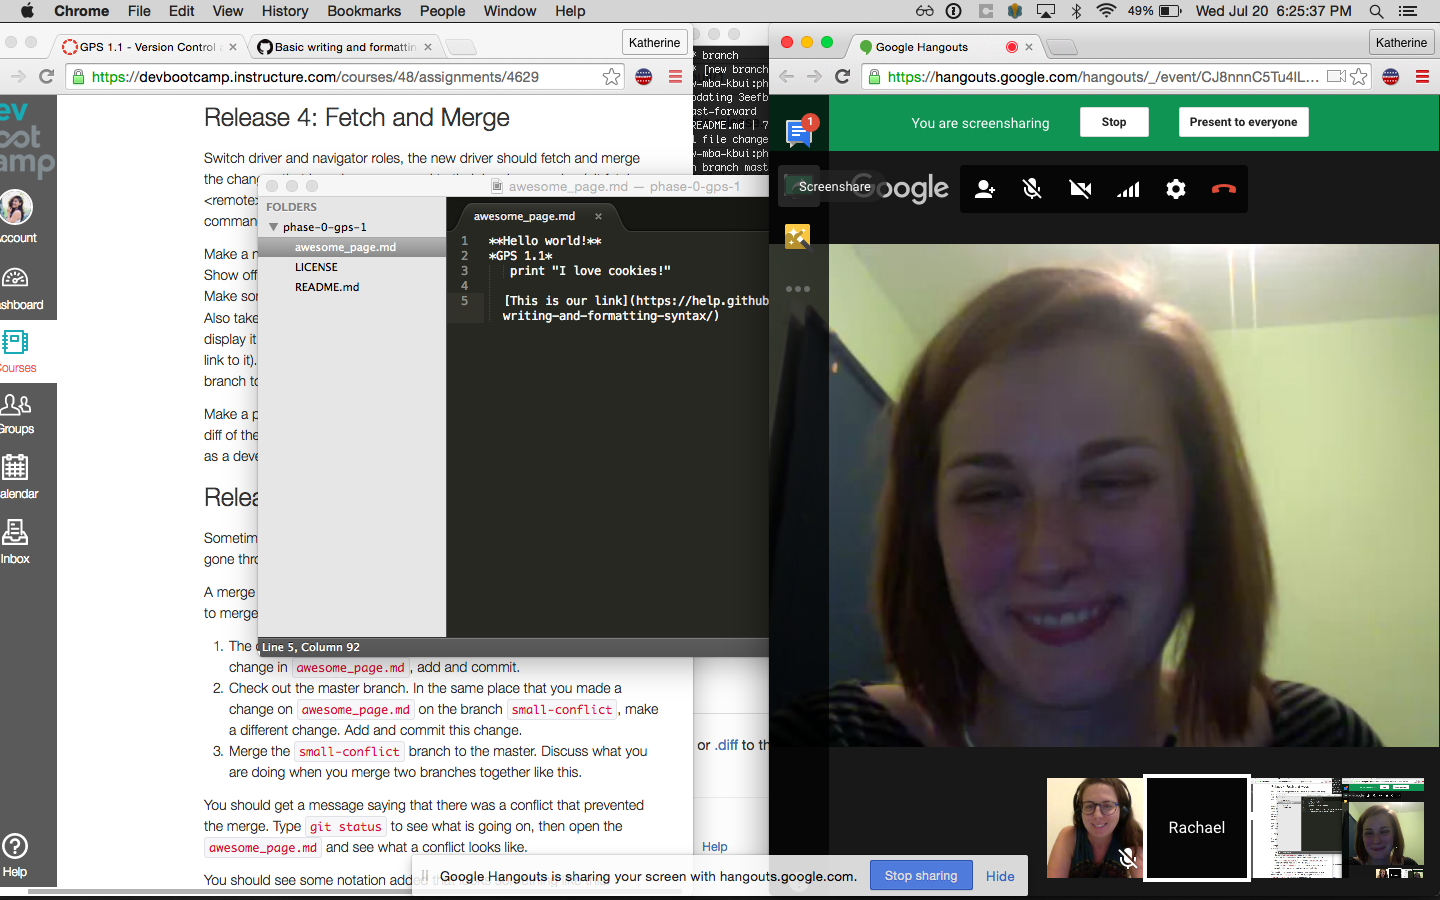 Chrome File Edit View History Bookmarks People Window Help
49% Wed Jul 20 6:25:37 PM
GPS 1.1 - Version Control
Basic writing and formattin
Katherine
https://devbootcamp.instructure.com/courses/48/assignments/4629
ev
oot
amp
Account
shboard
Courses
Groups
alendar
Inbox
Help
Release 4: Fetch and Merge
Switch driver and navigator roles, the new driver should fetch and merge
<remote
comman
Make a
Show off
Make so
Also take
display it
link to it).
branch to
Make a p
diff of the
as a deve
Relea
Sometim
gone thr
A merge
to merge
1. The
change in awesome_page.md , add and commit.
2. Check out the master branch. In the same place that you made a
change on awesome_page.md on the branch small-conflict , make
a different change. Add and commit this change.
3. Merge the small-conflict branch to the master. Discuss what you
are doing when you merge two branches together like this.
You should get a message saying that there was a conflict that prevented
the merge. Type git status to see what is going on, then open the
awesome_page.md and see what a conflict looks like.
You should see some notation added
awesome_page.md — phase-0-gps-1
FOLDERS
phase-0-gps-1
awesome_page.md
LICENSE
README.md
awesome_page.md
1 **Hello world!**
2 *GPS 1.1*
3 print "I love cookies!"
4
5 [This is our link](https://help.github
writing-and-formatting-syntax/)
Line 5, Column 92
* branch
* [new branch
w-mba-kbui:ph
pdating 3eefb
ast-forward
README.md | 7
l file change
w-mba-kbui:ph
n branch mast
or .diff to th
Help
Google Hangouts
Katherine
https://hangouts.google.com/hangouts/_/event/CJ8nnnC5Tu4IL...
1
You are screensharing
Stop
Present to everyone
Screenshare
Google
Rachael
Google Hangouts is sharing your screen with hangouts.google.com.
Stop sharing
Hide